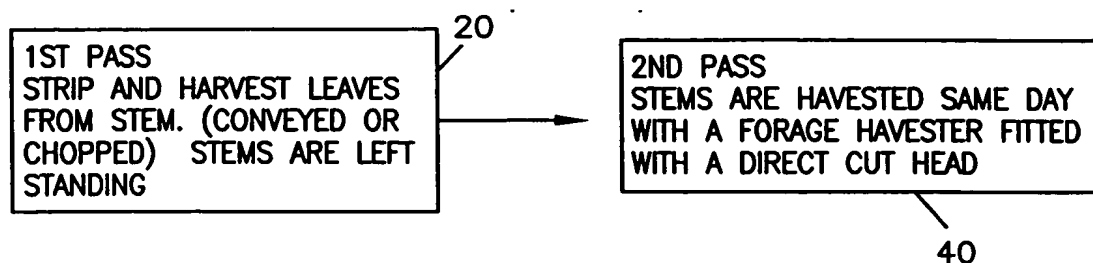 20
1ST PASS
STRIP AND HARVEST LEAVES
FROM STEM. (CONVEYED OR
CHOPPED) STEMS ARE LEFT
STANDING
2ND PASS
STEMS ARE HAVESTED SAME DAY
WITH A FORAGE HAVESTER FITTED
WITH A DIRECT CUT HEAD
40